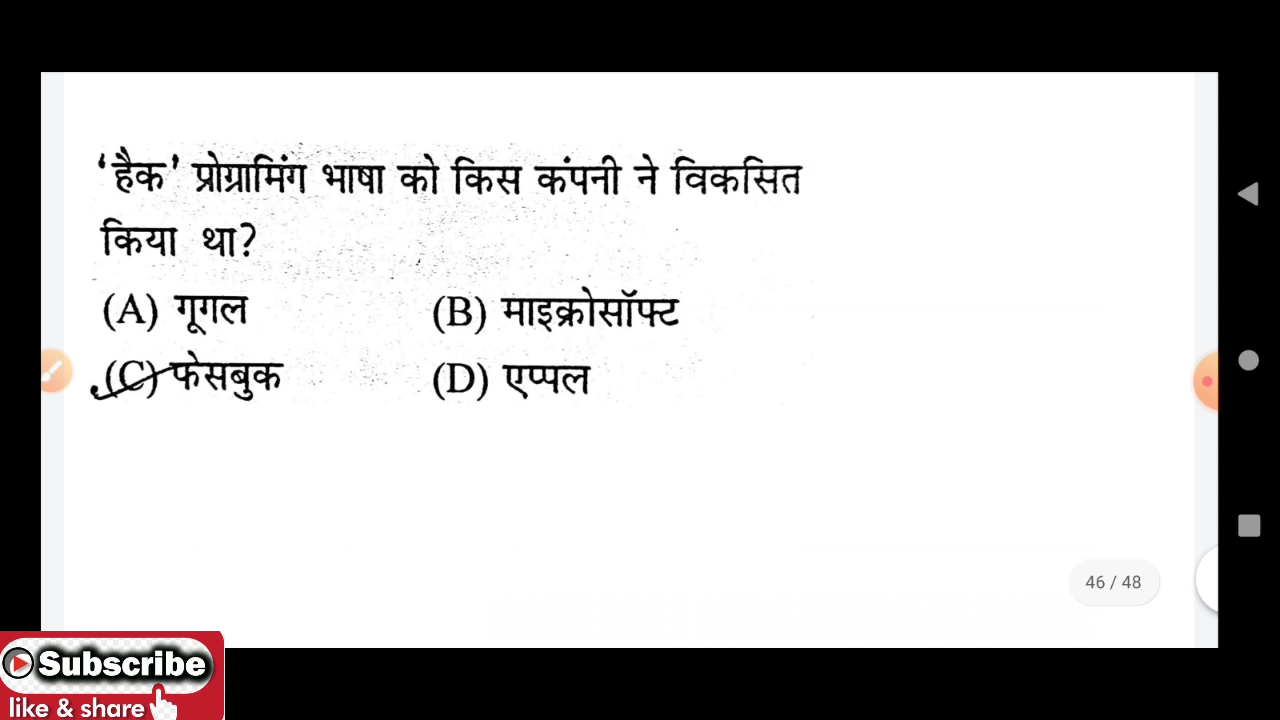 'हैक' प्रोग्रामिंग भाषा को किस कंपनी ने विकसित
किया था?
(A) गूगल (B) माइक्रोसॉफ्ट
(C) फेसबुक (D) एप्पल
46 / 48
Subscribe
like & share